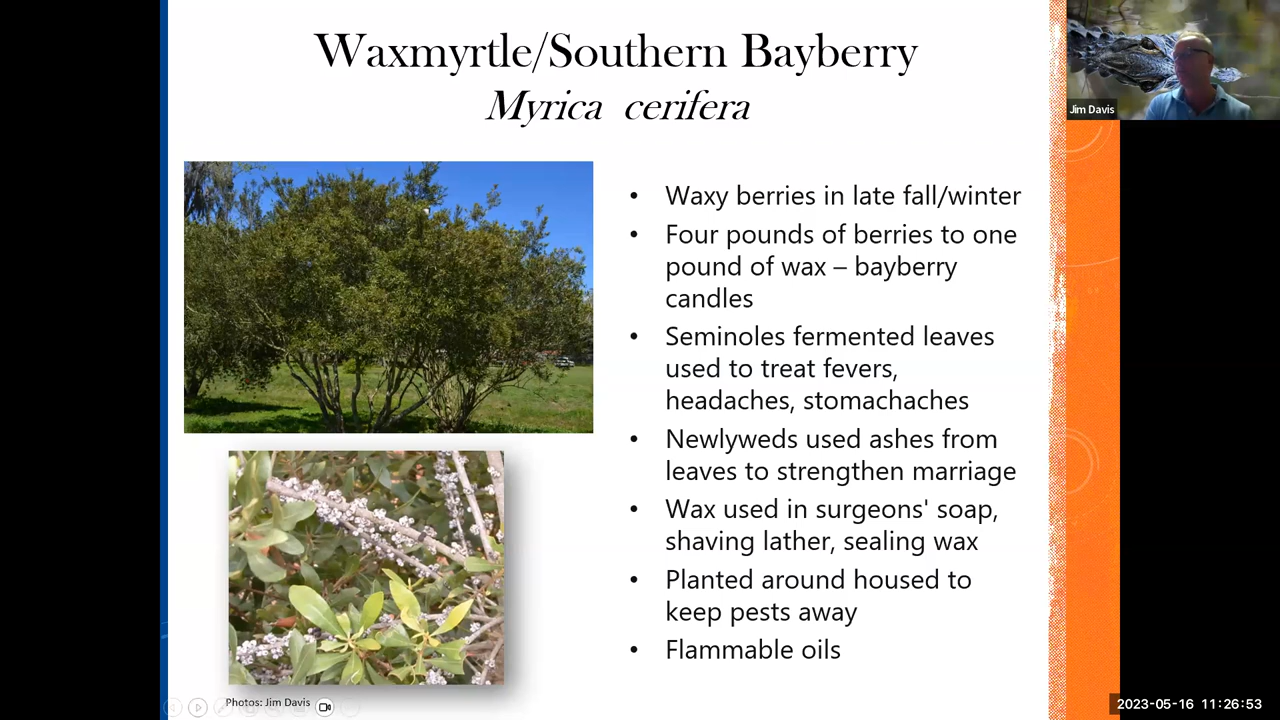 Waxmyrtle/Southern Bayberry
Myrica cerifera
Jim Davis
• Waxy berries in late fall/winter
• Four pounds of berries to one
pound of wax – bayberry
candles
• Seminoles fermented leaves
used to treat fevers,
headaches, stomachaches
• Newlyweds used ashes from
leaves to strengthen marriage
• Wax used in surgeons' soap,
shaving lather, sealing wax
• Planted around housed to
keep pests away
• Flammable oils
Photos: Jim Davis
2023-05-16 11:26:53